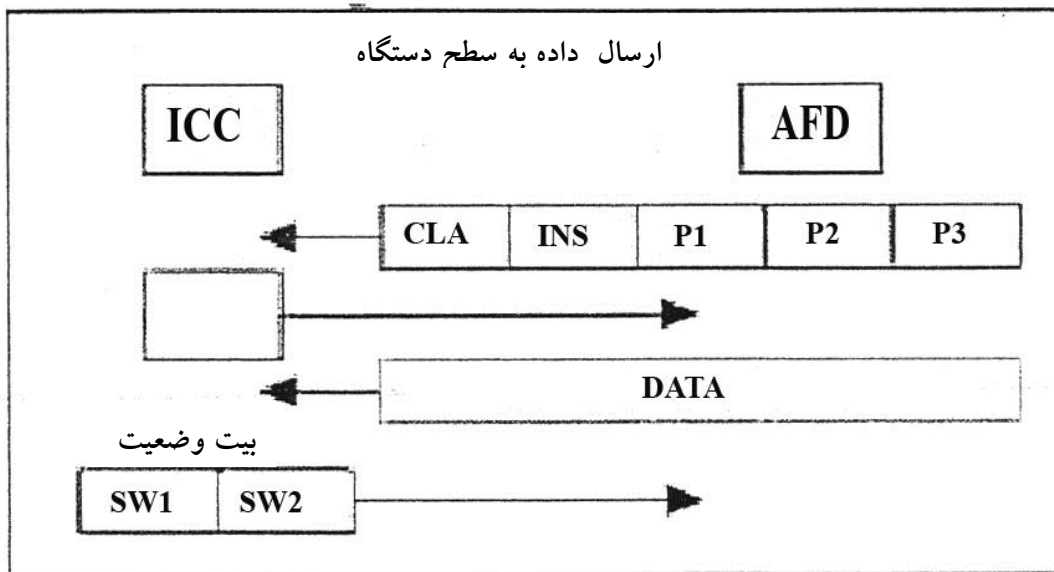 ارسال داده به سطح دستگاه
ICC AFD
CLA INS P1 P2 P3
DATA
بیت وضعیت
SW1 SW2